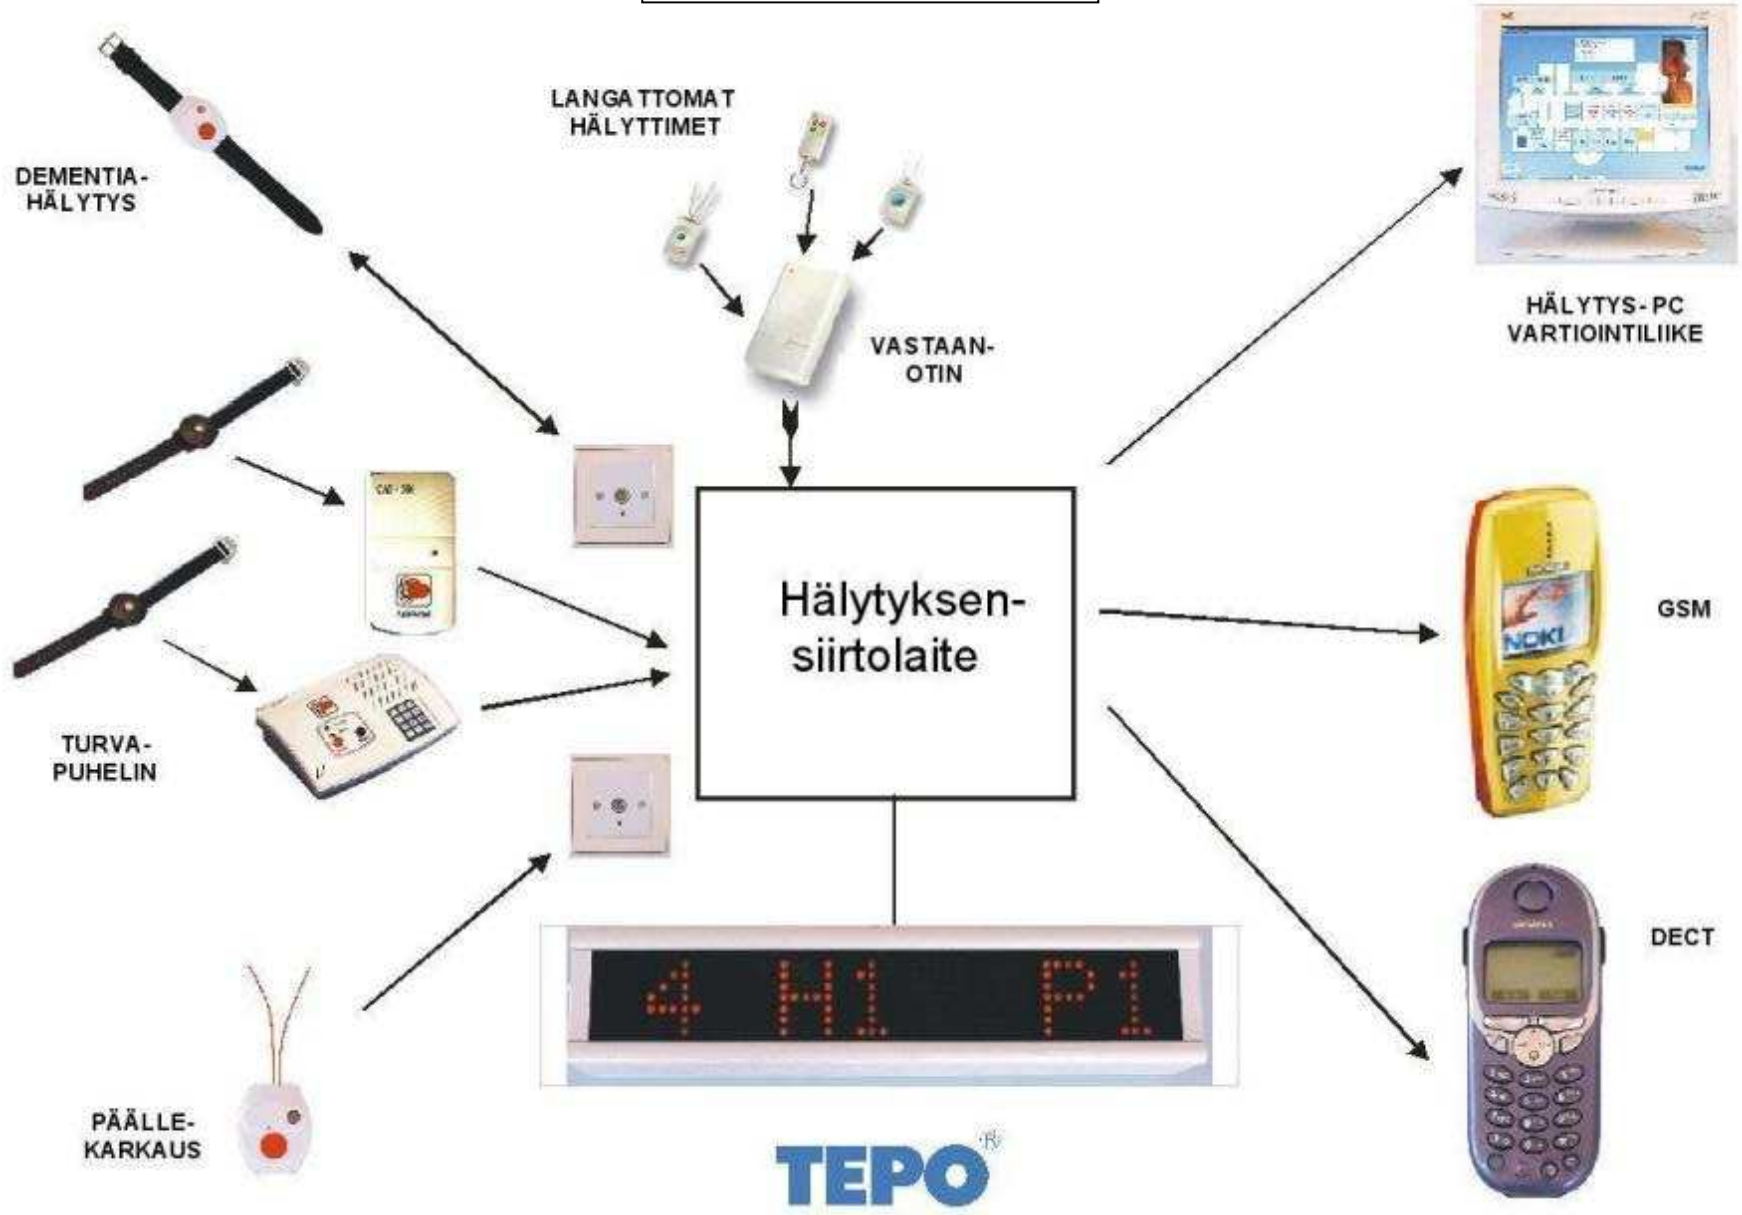 LANGATTOMAT
HÄLYTTIMET
DEMENTIA-
HÄLYTYS
HÄLYTYS-PC
VARTIOINTILIIKE
VASTAAN-
OTIN
Hälytyksen-
siirtolaite
GSM
NOKI
TURVA-
PUHELIN
DECT
4 H1 P1
PÄÄLLE-
KARKAUS
TEPO®